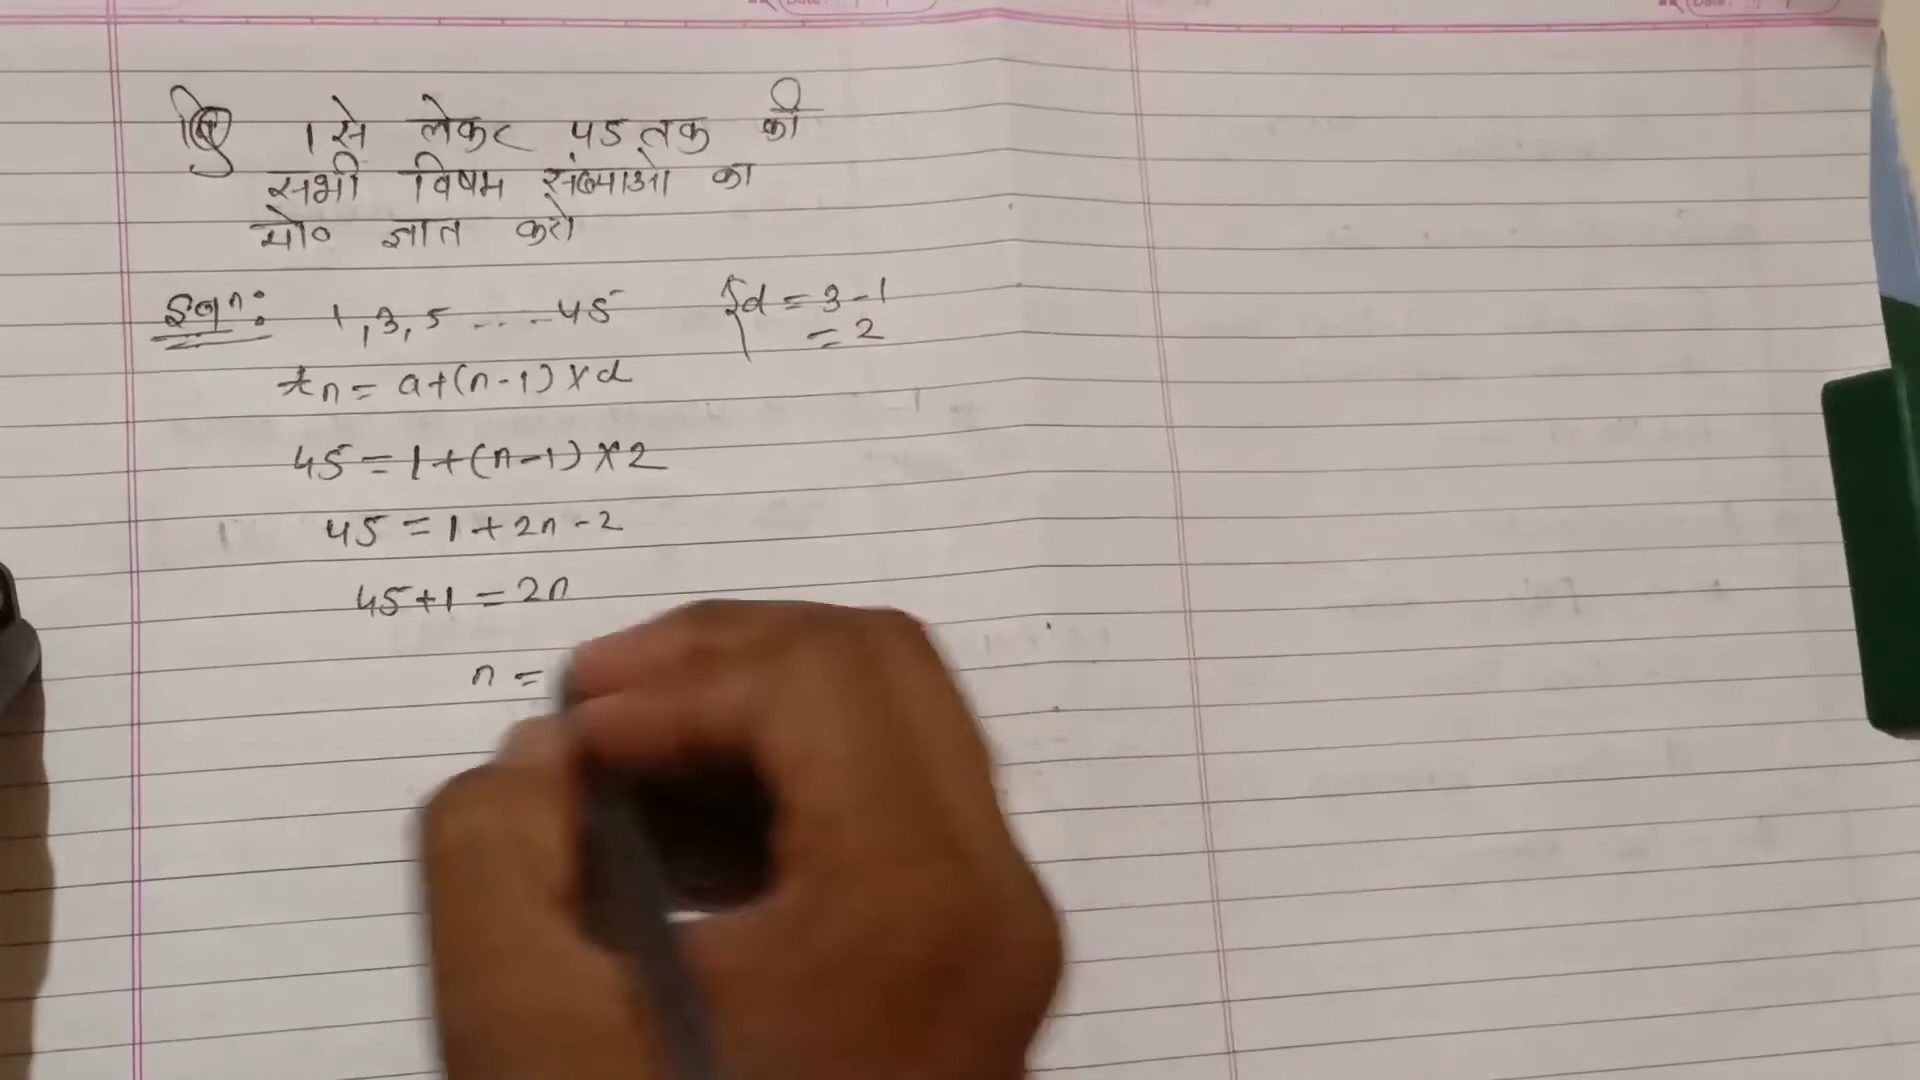 1 से लेकर 45 तक की
सभी विषम संख्याओ का
यो० ज्ञात करो
Solⁿ: 1, 3, 5 ---- 45 {d = 3-1
= 2
tn = a+(n-1)×d
45 = 1+(n-1)×2
45 = 1+2n-2
45+1 = 2n
n =